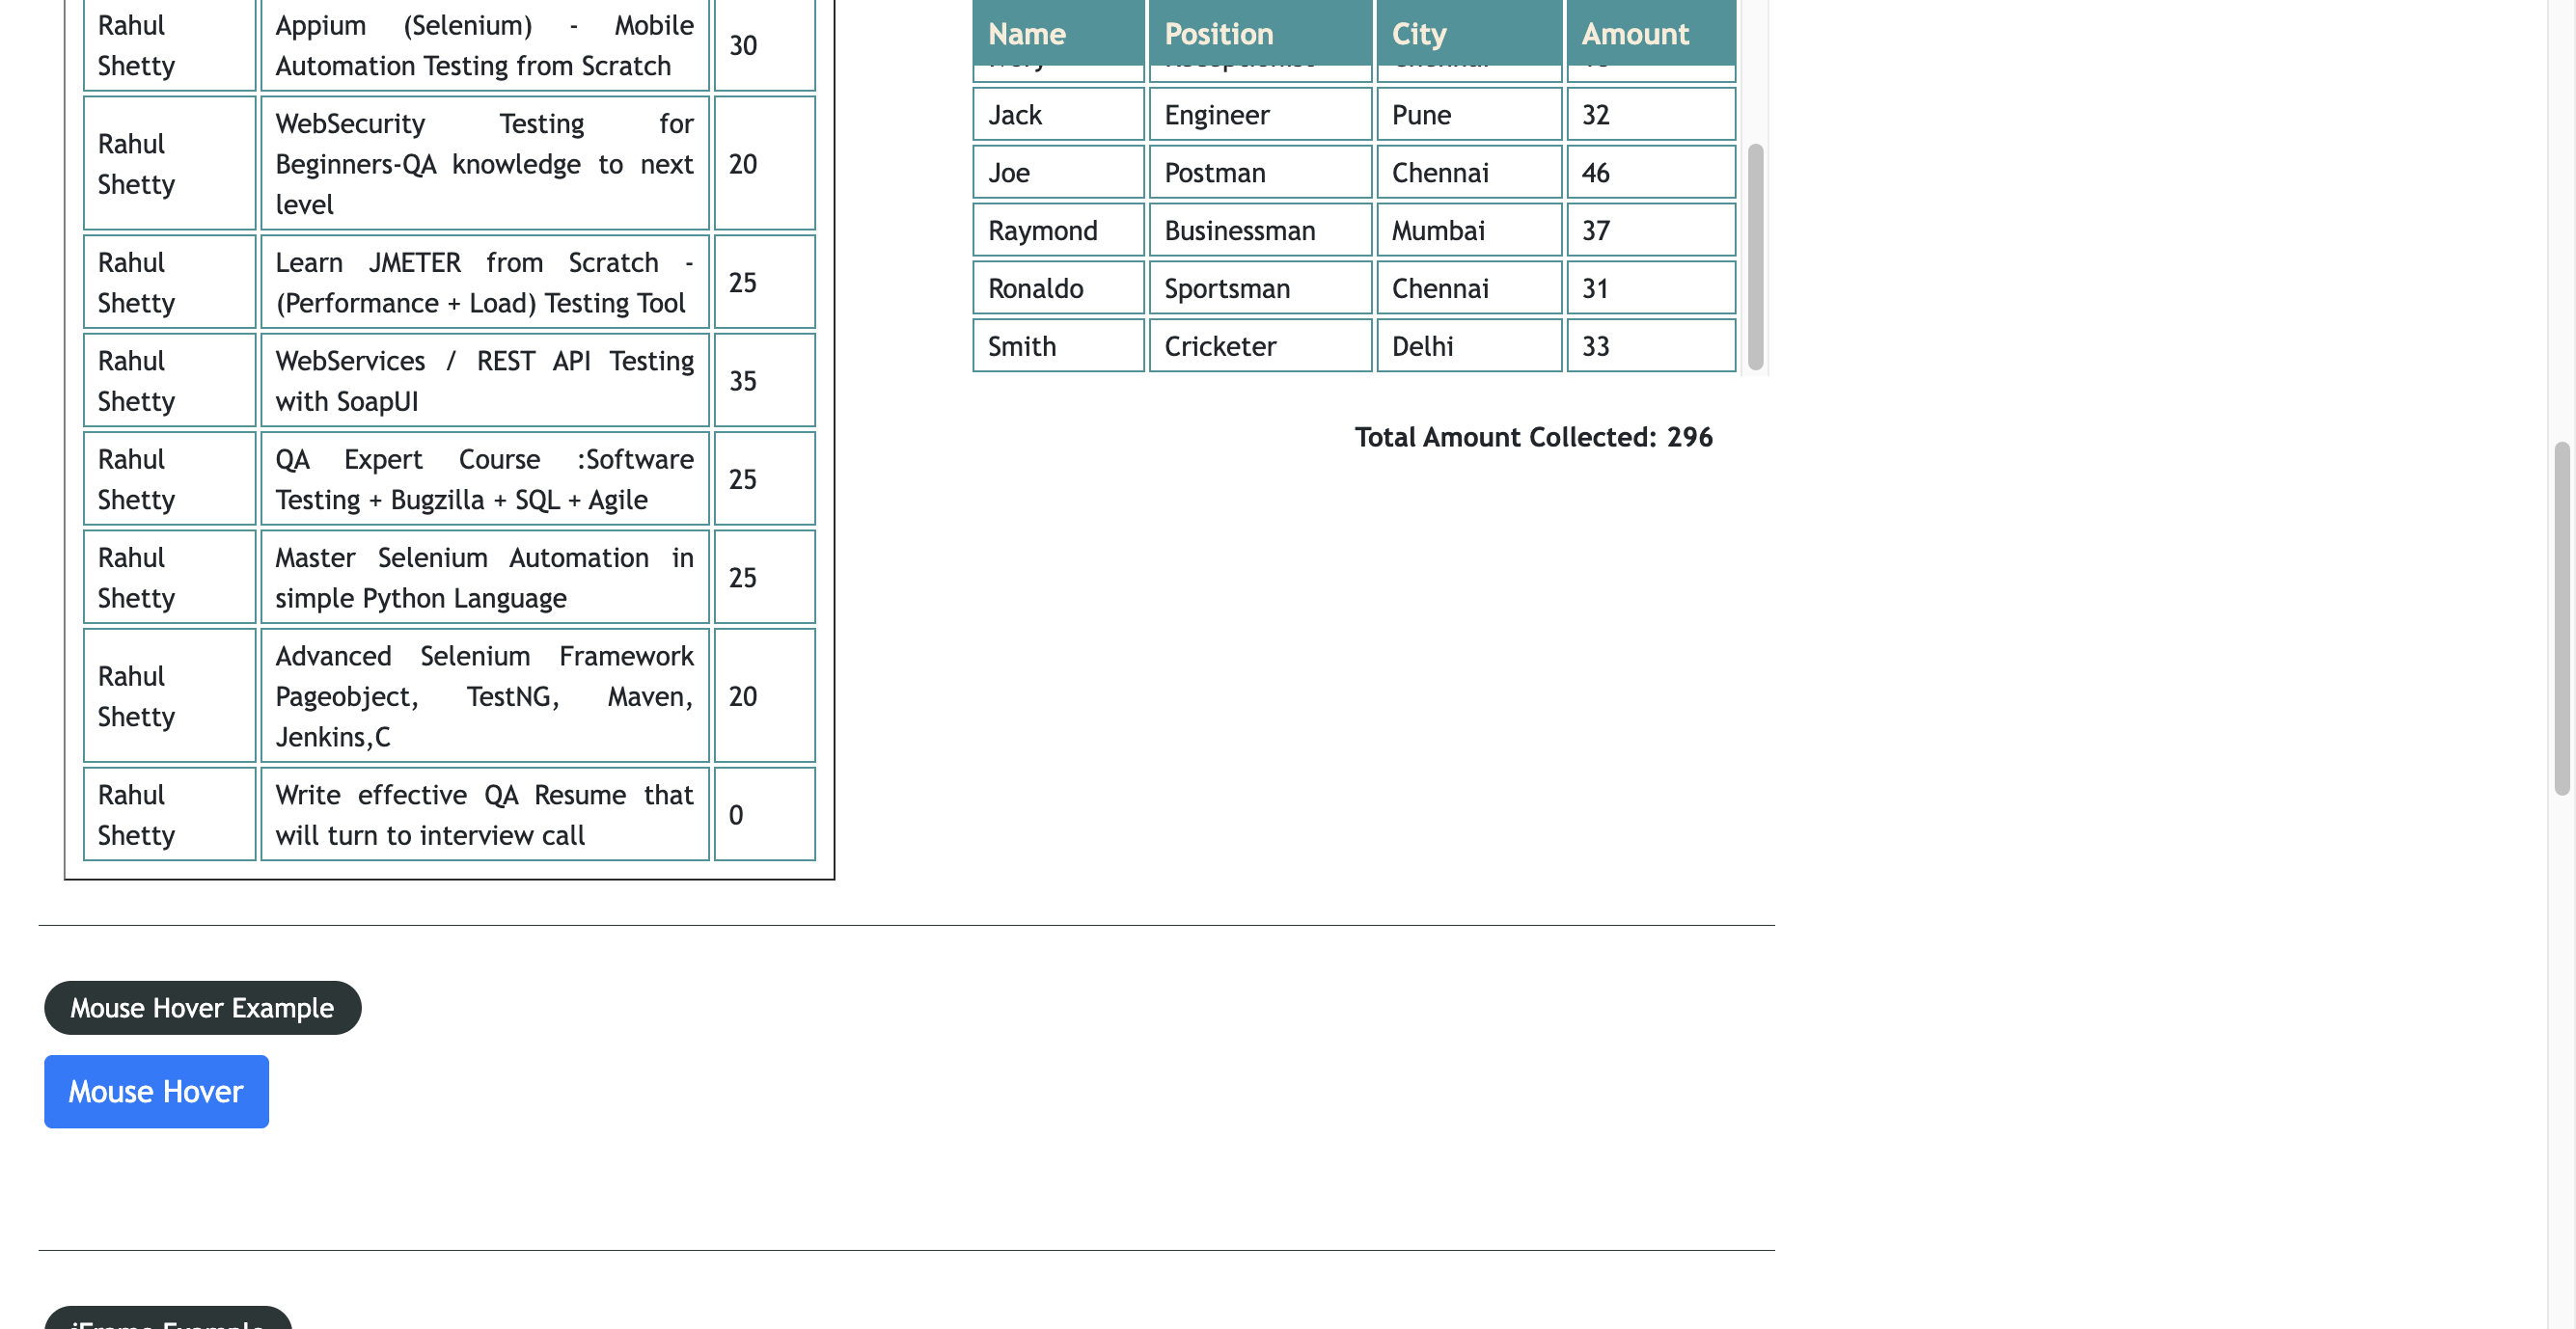 Rahul
Shetty
Appium (Selenium) - Mobile
Automation Testing from Scratch
30
Rahul
Shetty
WebSecurity Testing for
Beginners-QA knowledge to next
level
20
Rahul
Shetty
Learn JMETER from Scratch -
(Performance + Load) Testing Tool
25
Rahul
Shetty
WebServices / REST API Testing
with SoapUI
35
Rahul
Shetty
QA Expert Course :Software
Testing + Bugzilla + SQL + Agile
25
Rahul
Shetty
Master Selenium Automation in
simple Python Language
25
Rahul
Shetty
Advanced Selenium Framework
Pageobject, TestNG, Maven,
Jenkins,C
20
Rahul
Shetty
Write effective QA Resume that
will turn to interview call
0
Name Position City Amount
Jack Engineer Pune 32
Joe Postman Chennai 46
Raymond Businessman Mumbai 37
Ronaldo Sportsman Chennai 31
Smith Cricketer Delhi 33
Total Amount Collected: 296
Mouse Hover Example
Mouse Hover
iFrame Example